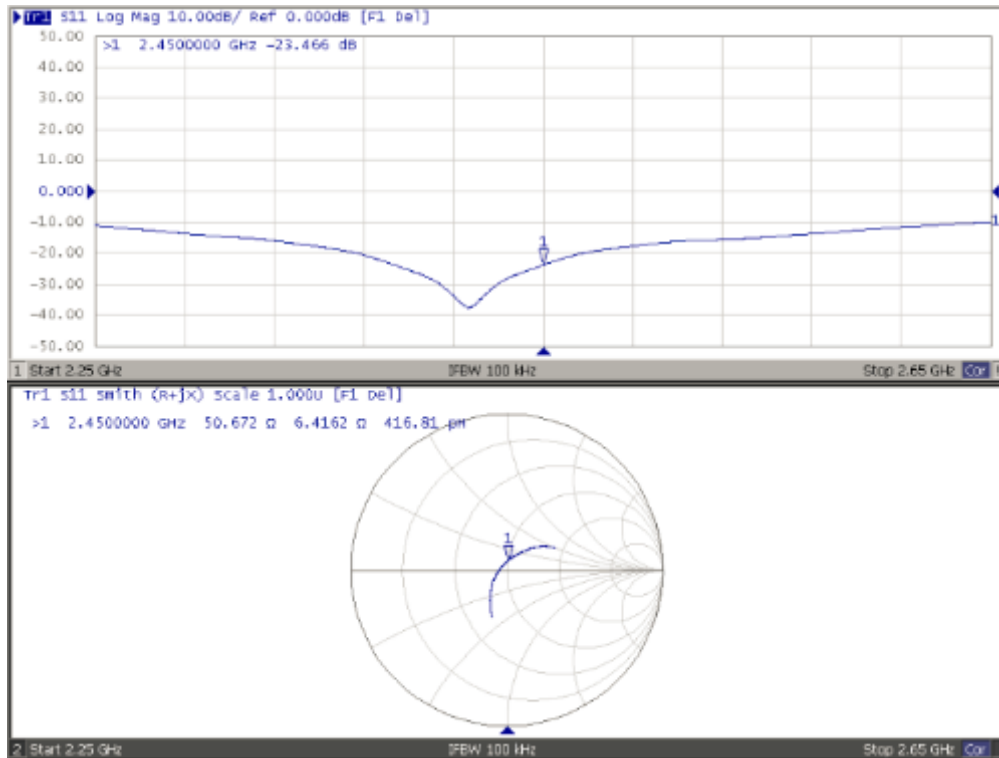 Tr1 S11 Log Mag 10.00dB/ Ref 0.000dB [F1 Del]
50.00
>1 2.4500000 GHz -23.466 dB
40.00
30.00
20.00
10.00
0.000
-10.00
1
-20.00
1
-30.00
-40.00
-50.00
1 Start 2.25 GHz IFBW 100 kHz Stop 2.65 GHz Cor
Tr1 S11 Smith (R+jX) Scale 1.000U [F1 Del]
>1 2.4500000 GHz 50.672 Ω 6.4162 Ω 416.81 pH
1
2 Start 2.25 GHz IFBW 100 kHz Stop 2.65 GHz Cor